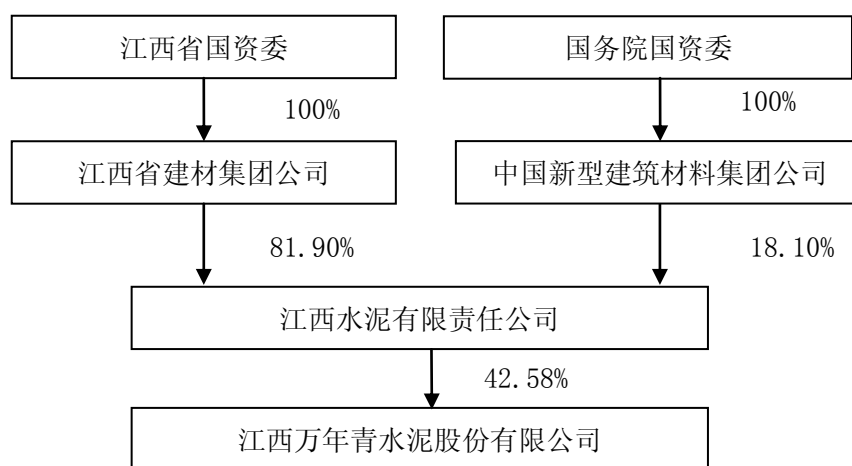 江西省国资委
国务院国资委
100%
100%
江西省建材集团公司
中国新型建筑材料集团公司
81.90%
18.10%
江西水泥有限责任公司
42.58%
江西万年青水泥股份有限公司